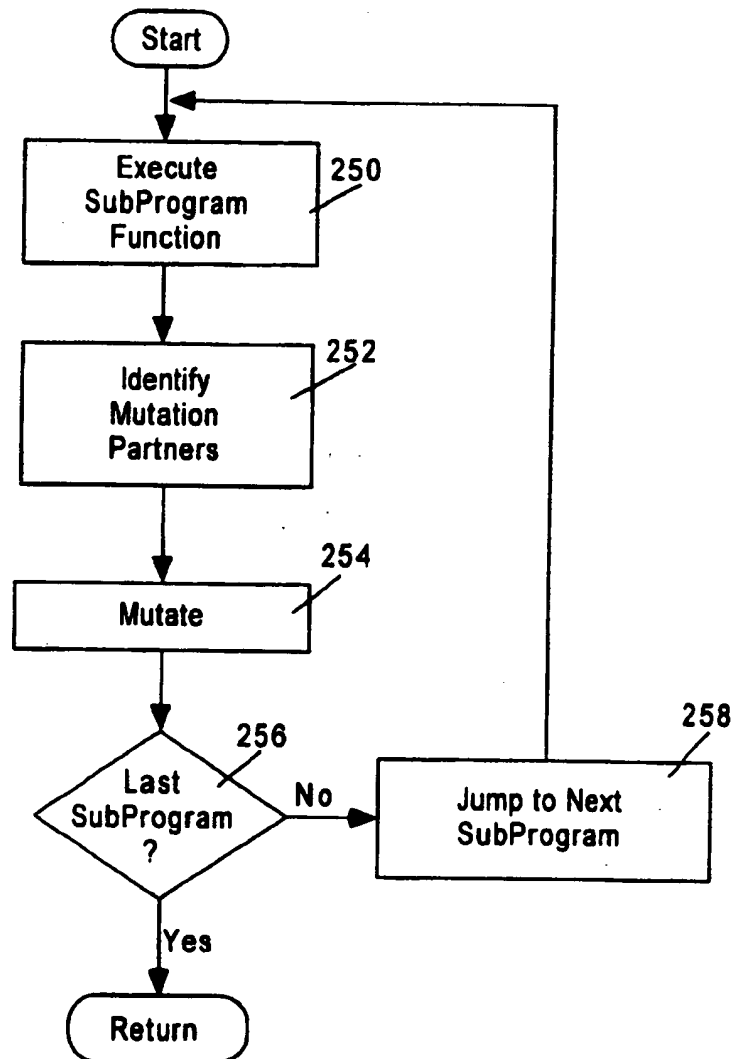 Start
Execute
SubProgram
Function
250
Identify
Mutation
Partners
252
Mutate
254
Last
SubProgram
?
256
No
Jump to Next
SubProgram
258
Yes
Return